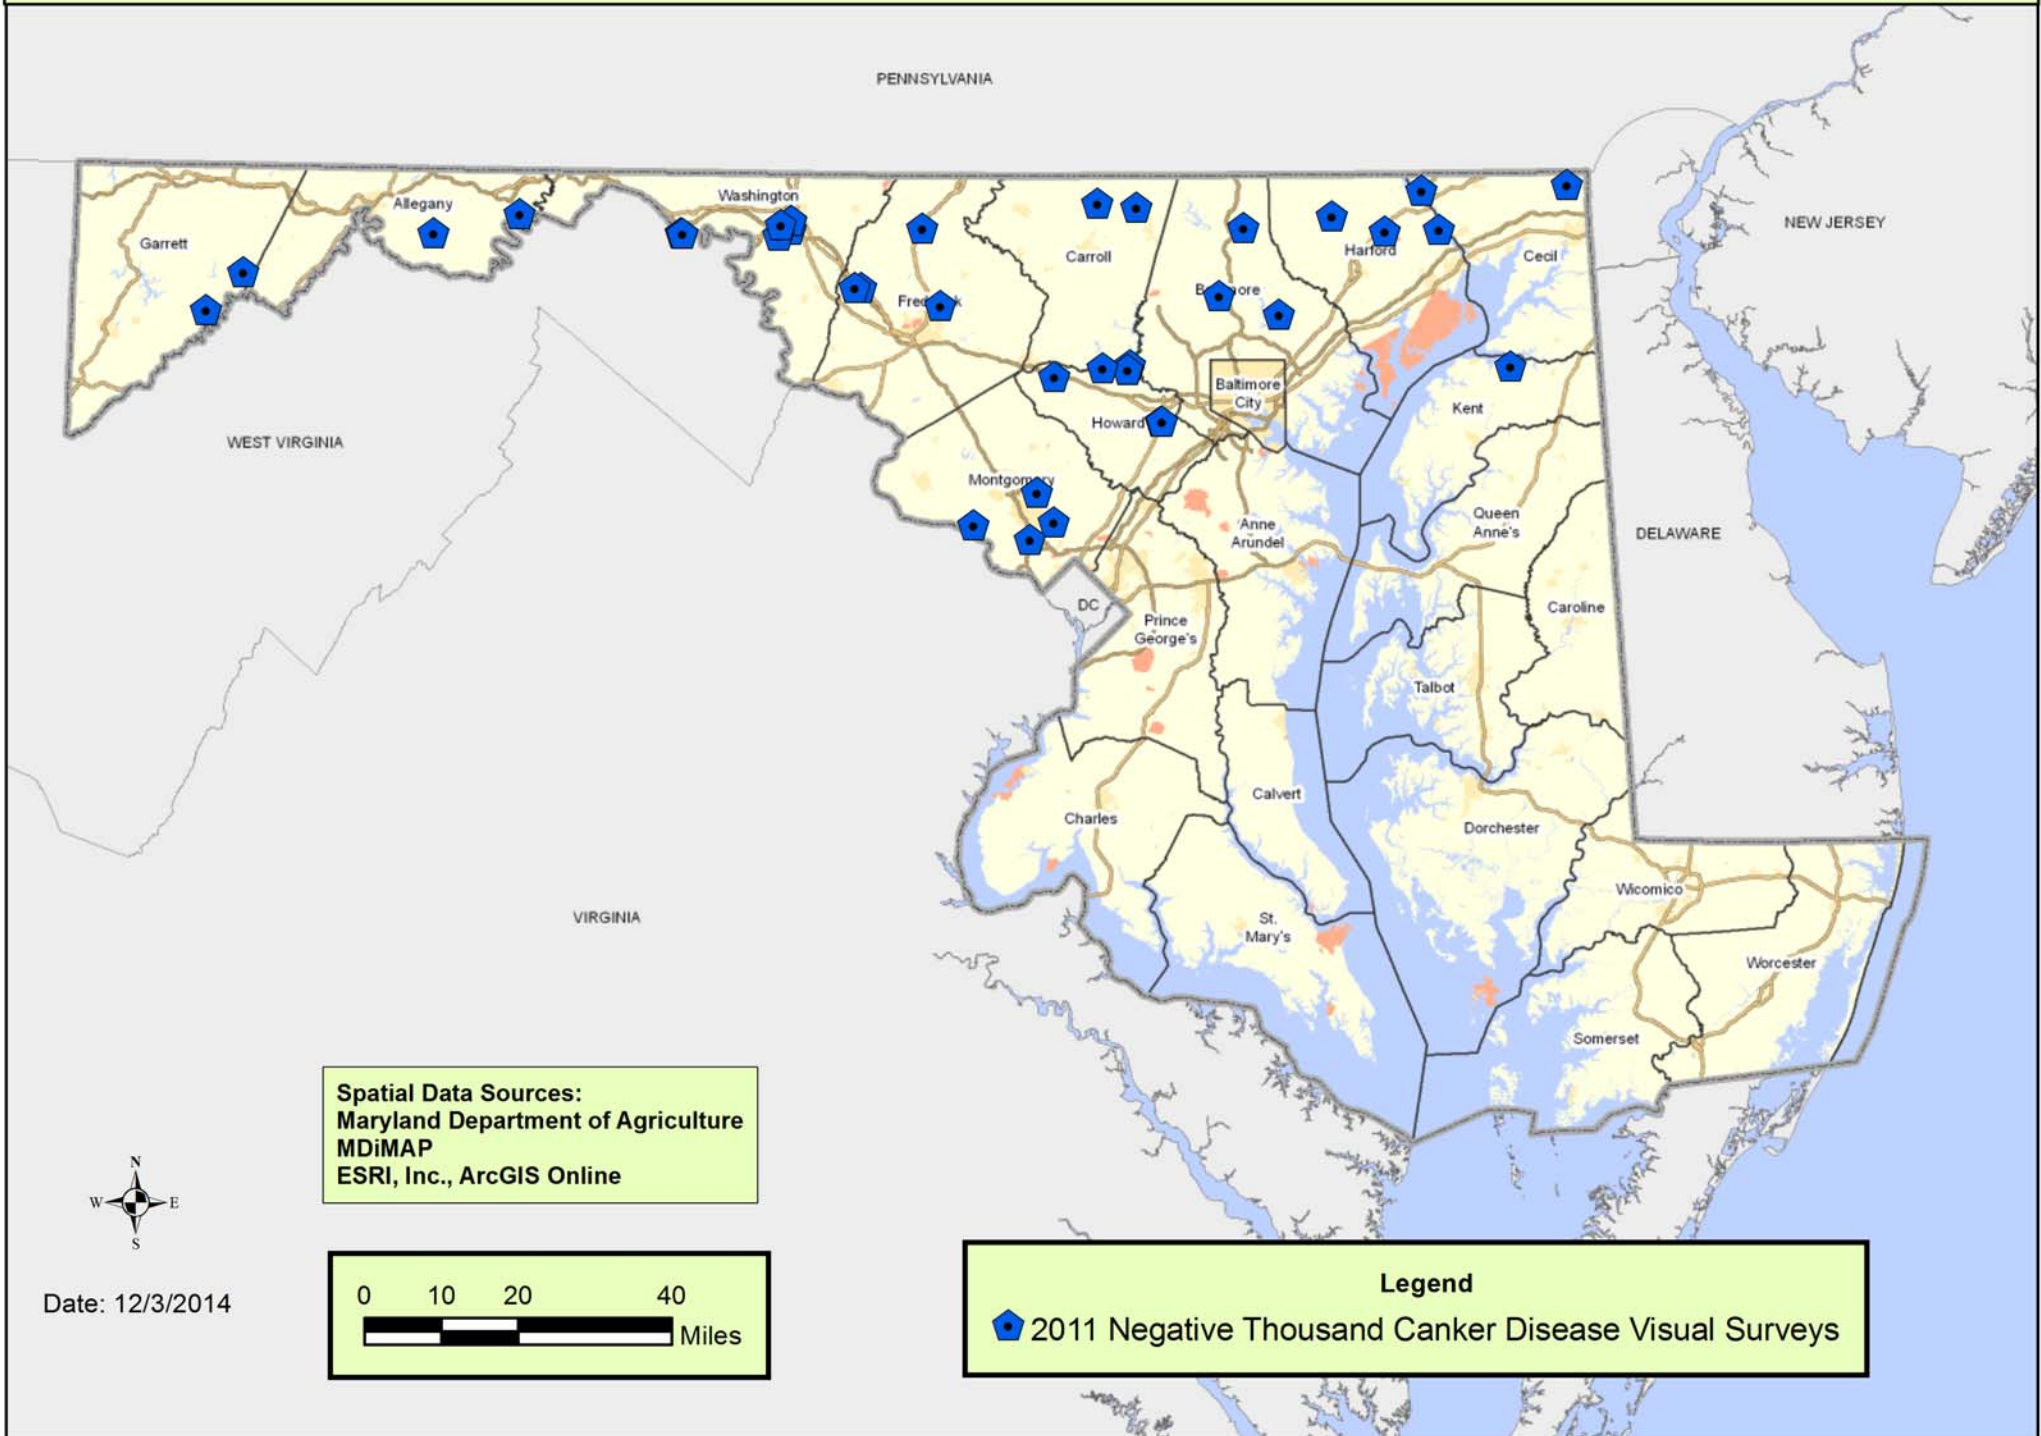 PENNSYLVANIA
Washington
Allegany
NEW JERSEY
Garrett
Carroll
Harford
Cecil
Baltimore
Frederick
Baltimore
City
Kent
Howard
WEST VIRGINIA
Montgomery
Queen
Anne's
Anne
Arundel
DELAWARE
DC
Caroline
Prince
George's
Talbot
Calvert
Charles
Dorchester
Wicomico
VIRGINIA
St.
Mary's
Worcester
Somerset
Spatial Data Sources:
Maryland Department of Agriculture
MDiMAP
ESRI, Inc., ArcGIS Online
N
W E
S
Date: 12/3/2014
0 10 20 40
Miles
Legend
2011 Negative Thousand Canker Disease Visual Surveys